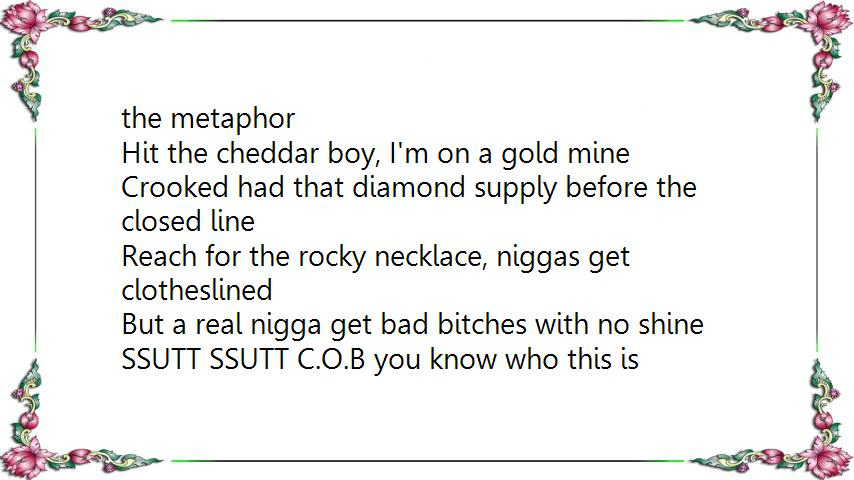 the metaphor
Hit the cheddar boy, I'm on a gold mine
Crooked had that diamond supply before the
closed line
Reach for the rocky necklace, niggas get
clotheslined
But a real nigga get bad bitches with no shine
SSUTT SSUTT C.O.B you know who this is